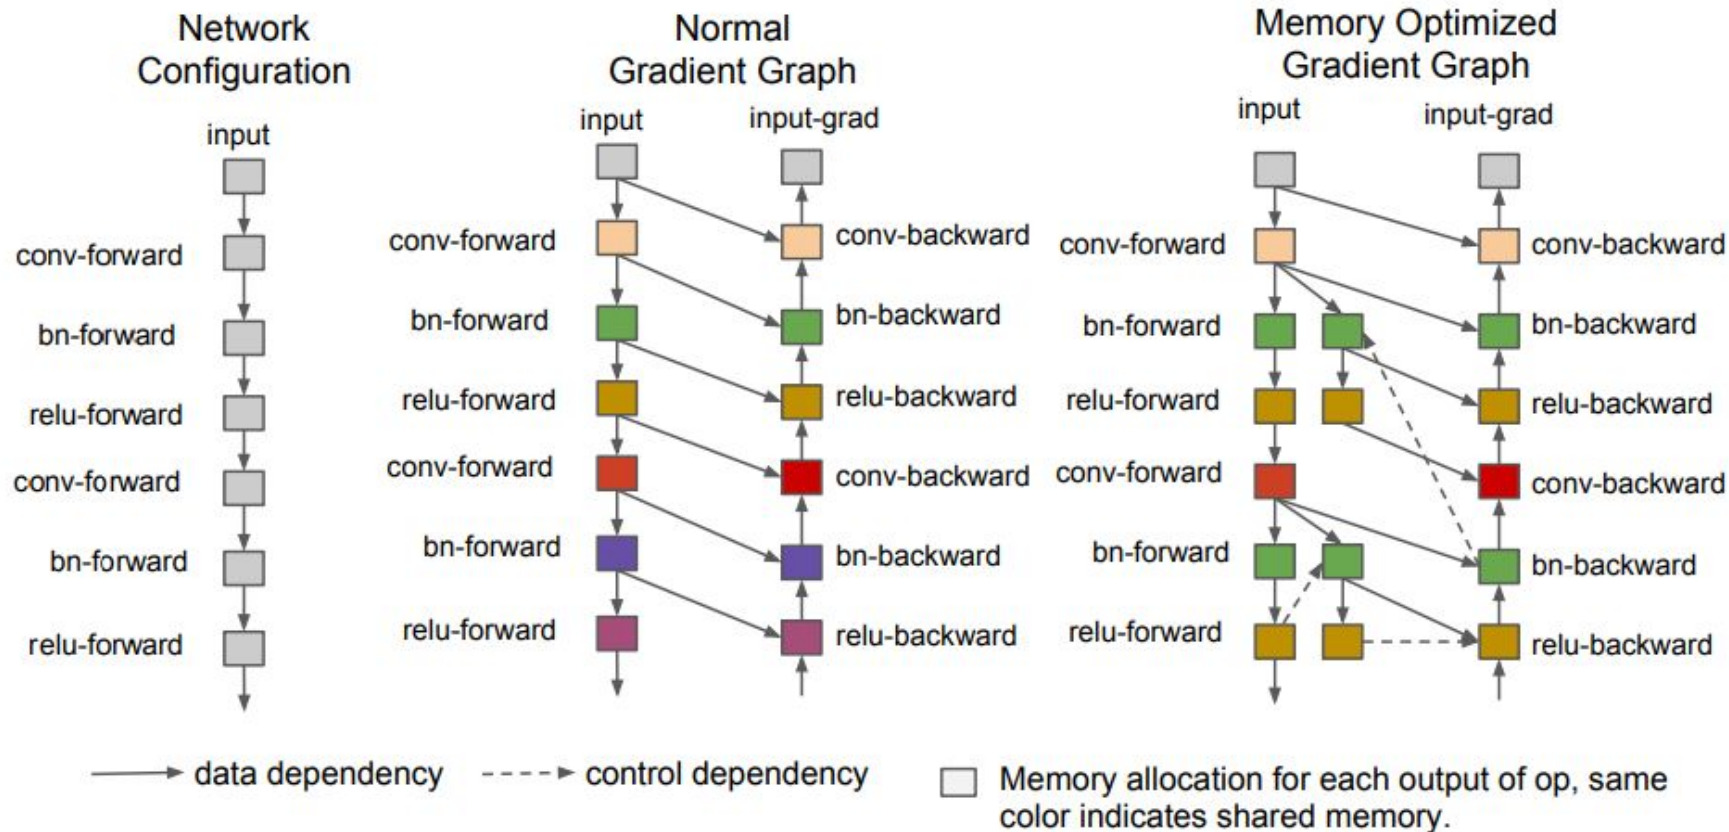 Network
Configuration
input
conv-forward
bn-forward
relu-forward
conv-forward
bn-forward
relu-forward
Normal
Gradient Graph
input
input-grad
conv-forward
conv-backward
bn-forward
bn-backward
relu-forward
relu-backward
conv-forward
conv-backward
bn-forward
bn-backward
relu-forward
relu-backward
Memory Optimized
Gradient Graph
input
input-grad
conv-forward
conv-backward
bn-forward
bn-backward
relu-forward
relu-backward
conv-forward
conv-backward
bn-forward
bn-backward
relu-forward
relu-backward
data dependency
control dependency
Memory allocation for each output of op, same
color indicates shared memory.